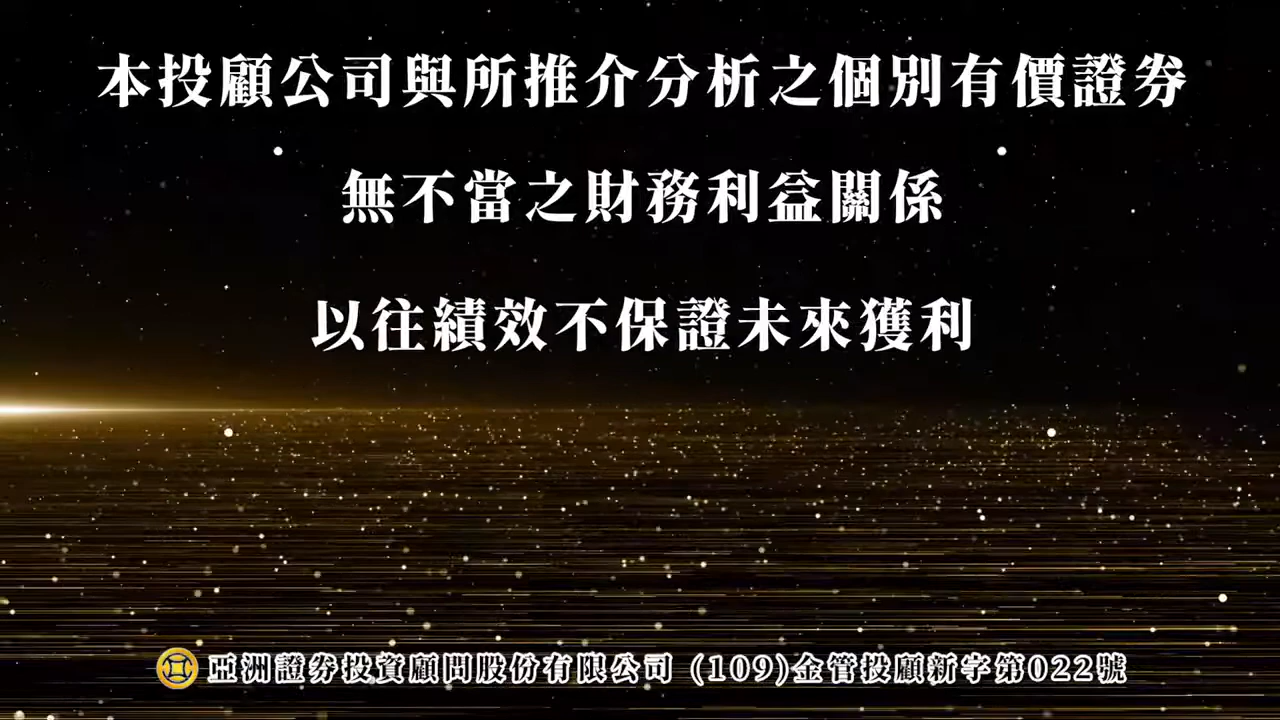 本投顧公司與所推介分析之個別有價證券
無不當之財務利益關係
以往績效不保證未來獲利
亞洲證券投資顧問股份有限公司 (109)金管投顧新字第022號